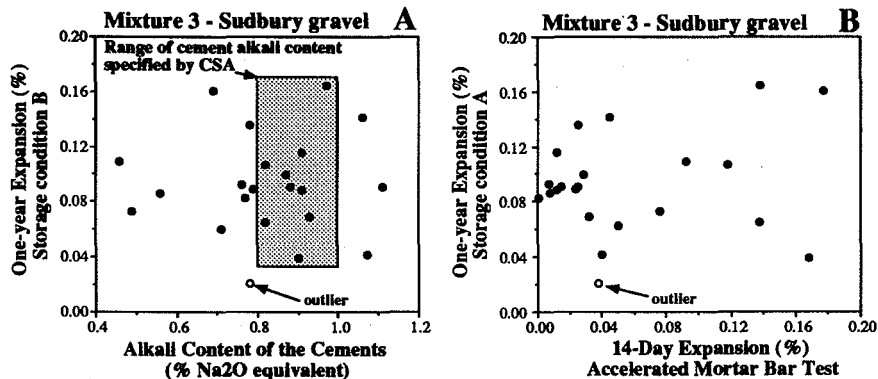 Mixture 3 - Sudbury gravel A
Range of cement alkali content
specified by CSA
One-year Expansion (%)
Storage condition B
0.20
0.16
0.12
0.08
0.04
0.00
outlier
0.4 0.6 0.8 1.0 1.2
Alkali Content of the Cements
(% Na2O equivalent)
Mixture 3 - Sudbury gravel B
One-year Expansion (%)
Storage condition A
0.20
0.16
0.12
0.08
0.04
0.00
outlier
0.00 0.04 0.08 0.12 0.16 0.20
14-Day Expansion (%)
Accelerated Mortar Bar Test